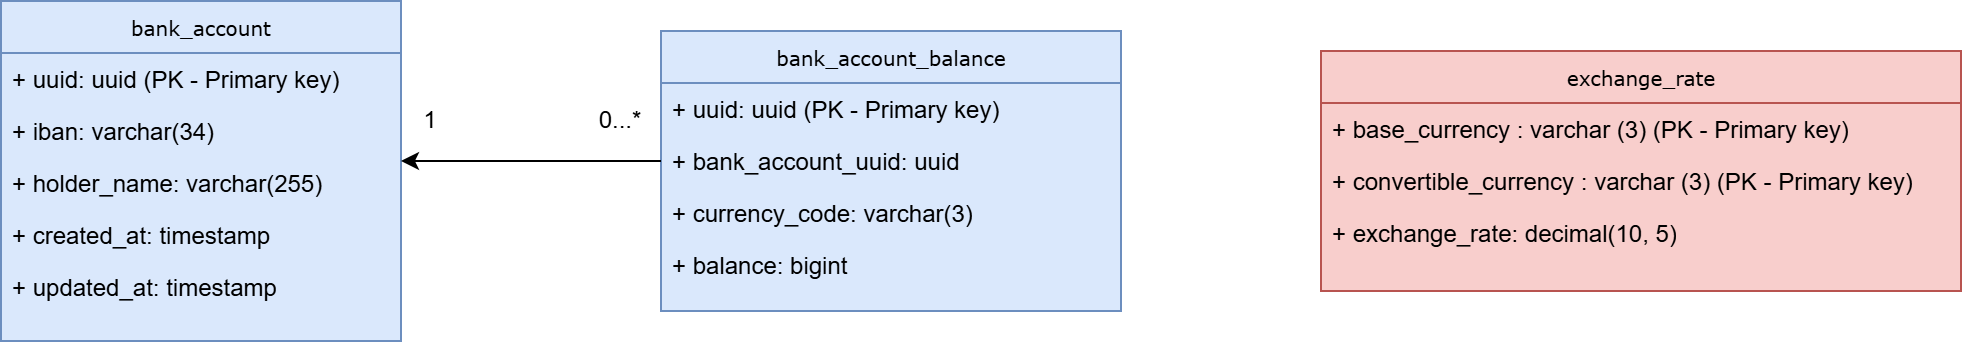 bank_account
+ uuid: uuid (PK - Primary key)
+ iban: varchar(34)
+ holder_name: varchar(255)
+ created_at: timestamp
+ updated_at: timestamp
1
0...*
bank_account_balance
+ uuid: uuid (PK - Primary key)
+ bank_account_uuid: uuid
+ currency_code: varchar(3)
+ balance: bigint
exchange_rate
+ base_currency : varchar (3) (PK - Primary key)
+ convertible_currency : varchar (3) (PK - Primary key)
+ exchange_rate: decimal(10, 5)